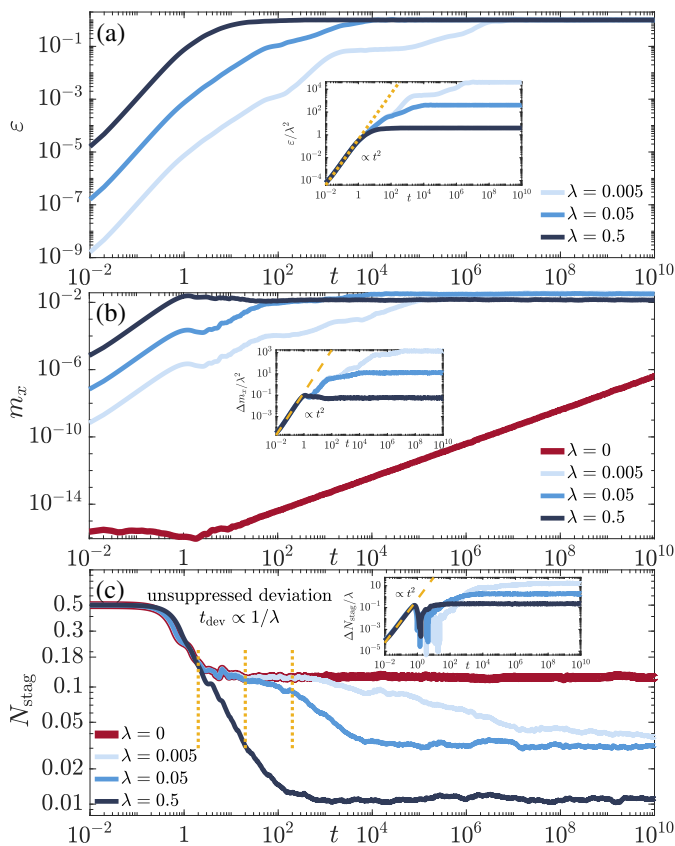 (a)
10^{-1}
10^{-3}
10^{-5}
10^{-7}
10^{-9}
ε
10^{-2} 1 10^2 t 10^4 10^6 10^8 10^{10}
10^4
10^2
1
10^{-2}
10^{-4}
ε/λ^2
∝ t^2
10^{-2} 1 10^2 t 10^4 10^6 10^8 10^{10}
λ = 0.005
λ = 0.05
λ = 0.5
(b)
10^{-2}
10^{-6}
10^{-10}
10^{-14}
m_x
10^{-2} 1 10^2 t 10^4 10^6 10^8 10^{10}
10^3
10^1
10^{-1}
10^{-3}
Δm_x/λ^2
∝ t^2
10^{-2} 1 10^2 t 10^4 10^6 10^8 10^{10}
λ = 0
λ = 0.005
λ = 0.05
λ = 0.5
(c)
unsuppressed deviation
t_{dev} ∝ 1/λ
0.5
0.3
0.18
0.1
0.05
0.02
0.01
N_{stag}
10^{-2} 1 10^2 t 10^4 10^6 10^8 10^{10}
10^1
10^{-1}
10^{-3}
10^{-5}
ΔN_{stag}/λ
∝ t^2
10^{-2} 1 10^2 t 10^4 10^6 10^8 10^{10}
λ = 0
λ = 0.005
λ = 0.05
λ = 0.5